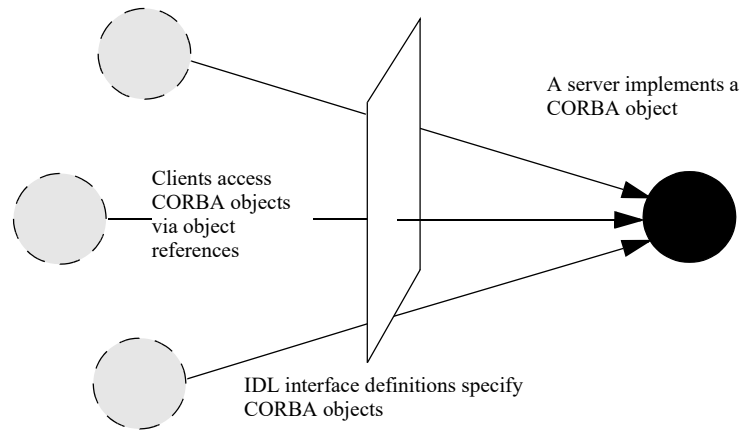 A server implements a
CORBA object
Clients access
CORBA objects
via object
references
IDL interface definitions specify
CORBA objects